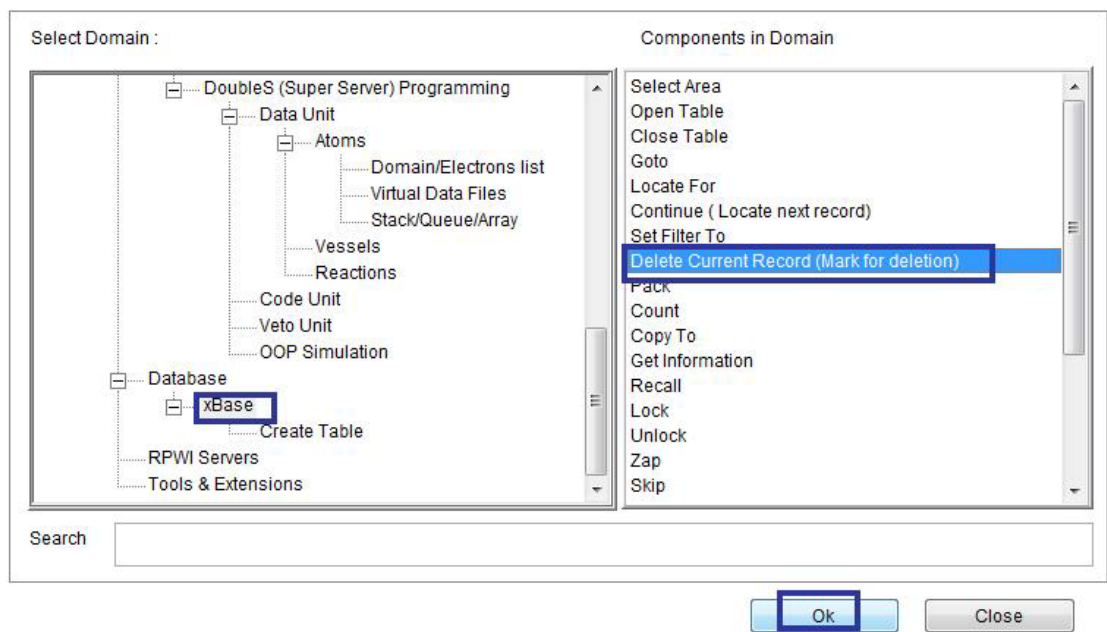 Select Domain :
Components in Domain
DoubleS (Super Server) Programming
Data Unit
Atoms
Domain/Electrons list
Virtual Data Files
Stack/Queue/Array
Vessels
Reactions
Code Unit
Veto Unit
OOP Simulation
Database
xBase
Create Table
RPWI Servers
Tools & Extensions
Select Area
Open Table
Close Table
Goto
Locate For
Continue ( Locate next record)
Set Filter To
Delete Current Record (Mark for deletion)
Pack
Count
Copy To
Get Information
Recall
Lock
Unlock
Zap
Skip
Search
Ok
Close